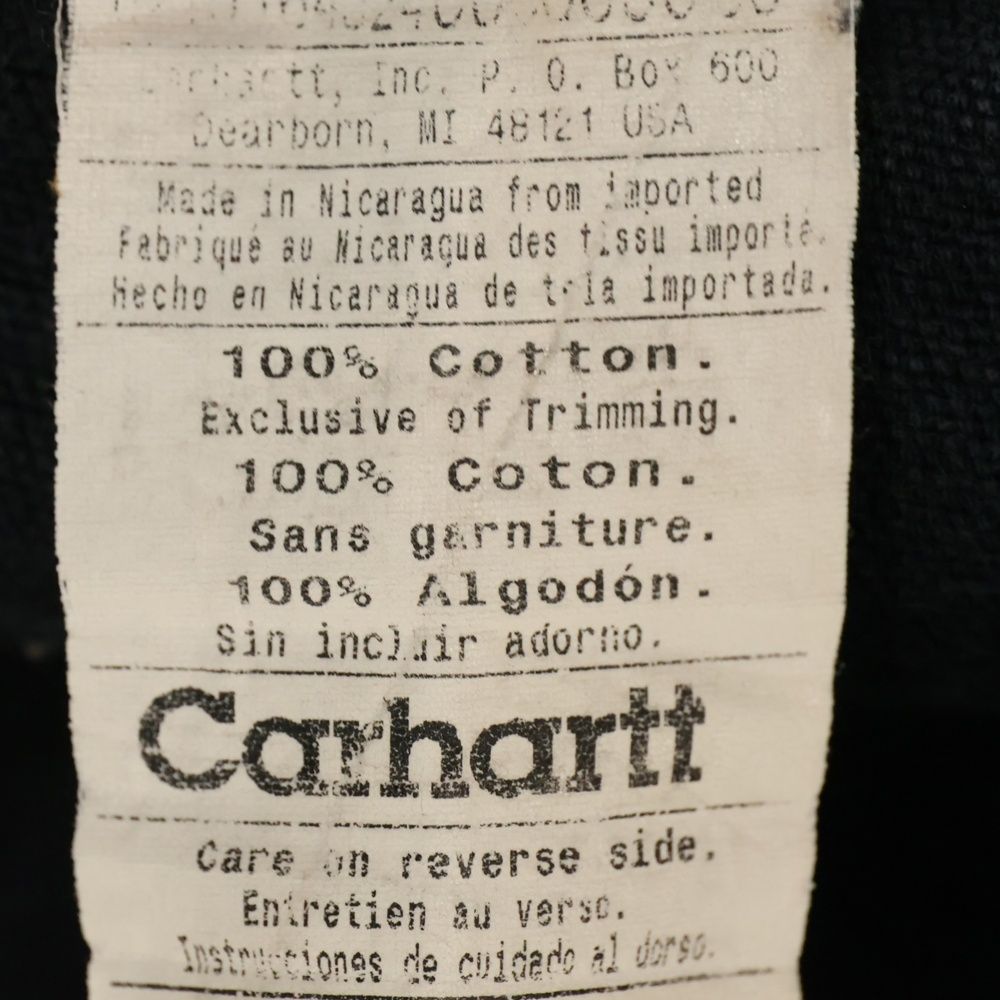 Inc. P. O. Box 600
Dearborn, MI 48121 USA
Made in Nicaragua from imported
Fabriqué au Nicaragua des tissu importé.
Hecho en Nicaragua de tela importada.
100% Cotton.
Exclusive of Trimming.
100% Coton.
Sans garniture.
100% Algodón.
Sin incluir adorno.
Carhartt
Care on reverse side.
Entretien au verso.
Instrucciones de cuidado al dorso.